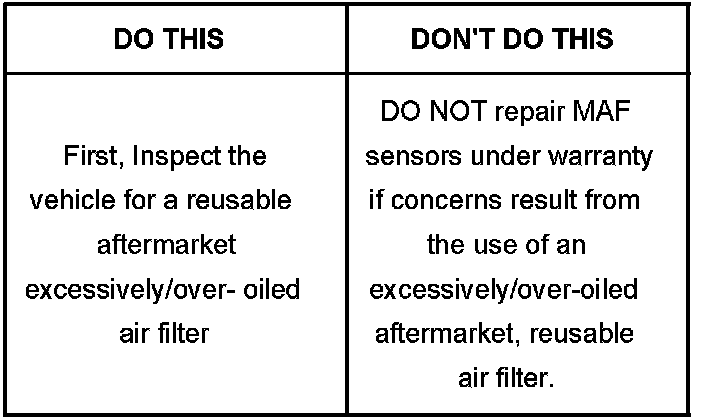 DO THIS
DON'T DO THIS
First, Inspect the
vehicle for a reusable
aftermarket
excessively/over- oiled
air filter
DO NOT repair MAF
sensors under warranty
if concerns result from
the use of an
excessively/over-oiled
aftermarket, reusable
air filter.